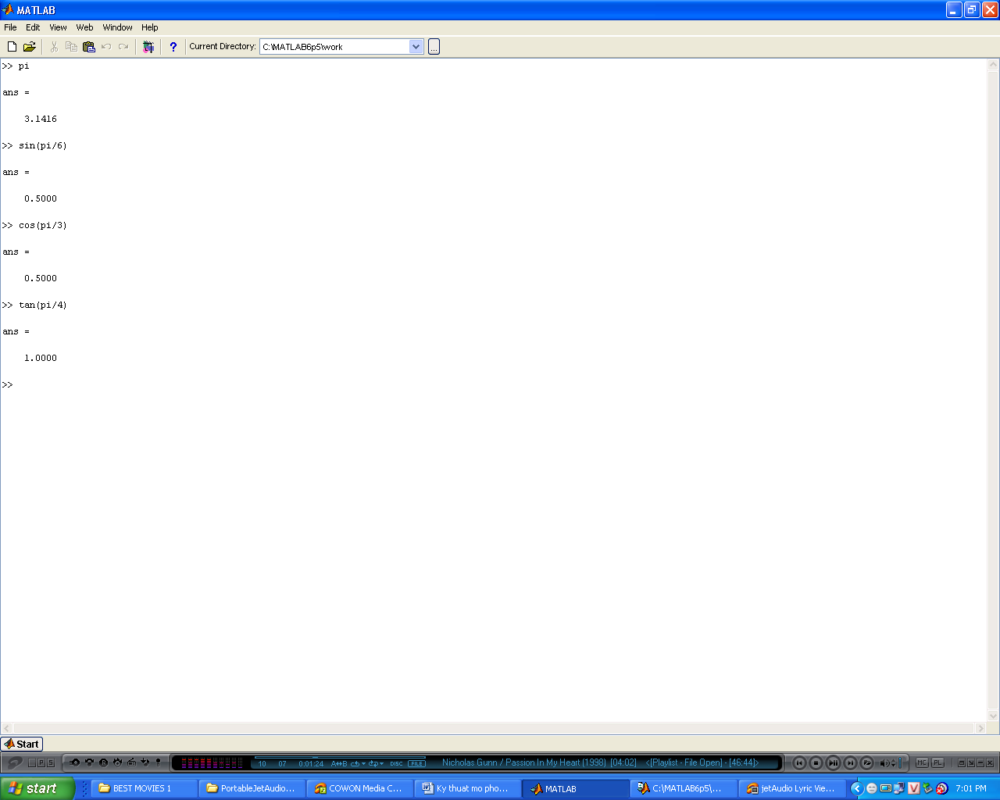 MATLAB
File Edit View Web Window Help
? Current Directory: C:\MATLAB6p5\work ...
>> pi
ans =
3.1416
>> sin(pi/6)
ans =
0.5000
>> cos(pi/3)
ans =
0.5000
>> tan(pi/4)
ans =
1.0000
>>
Start
P S R 10 07 0:01:24 A↔B DISC FILE Nicholas Gunn / Passion In My Heart (1998) [04:02] <[Playlist - File Open] - [46:44]> MC PL
start BEST MOVIES 1 PortableJetAudio... COWON Media C... Ky thuat mo pho... MATLAB C:\MATLAB6p5\... jetAudio Lyric Vie... V 7:01 PM